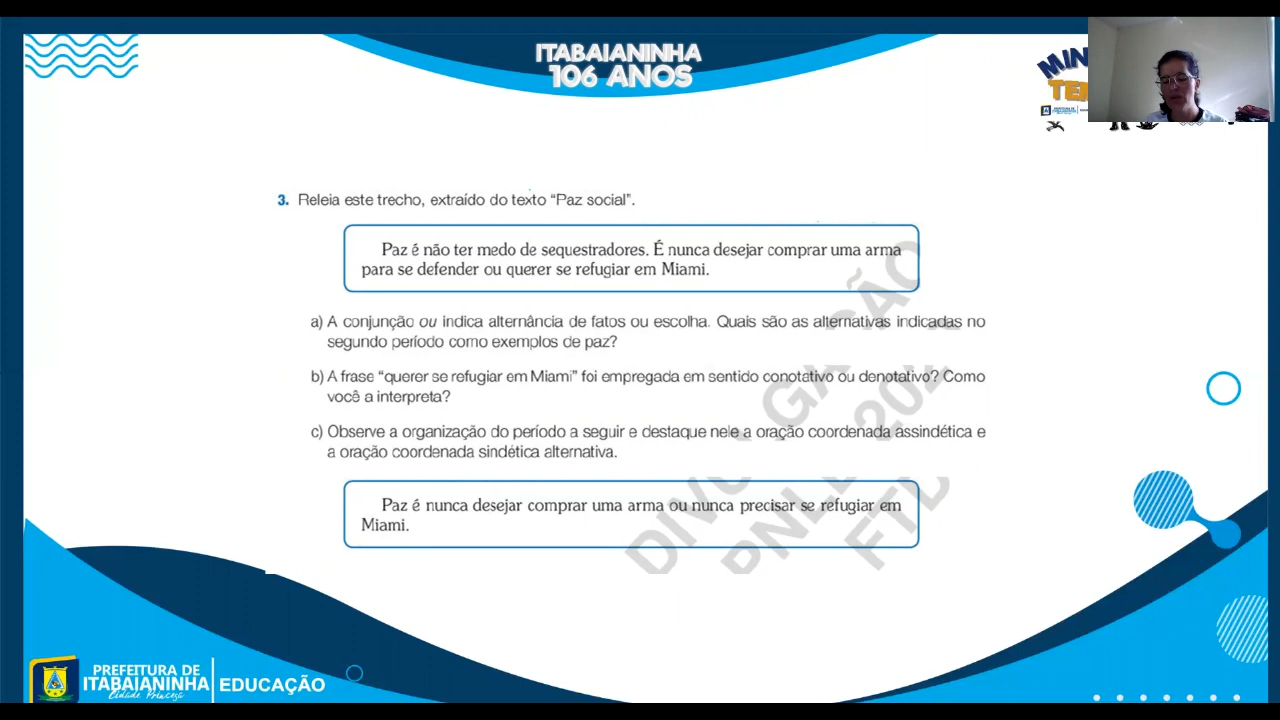 ITABAIANINHA
106 ANOS
3. Releia este trecho, extraído do texto “Paz social”.
Paz é não ter medo de sequestradores. É nunca desejar comprar uma arma
para se defender ou querer se refugiar em Miami.
a) A conjunção ou indica alternância de fatos ou escolha. Quais são as alternativas indicadas no
segundo período como exemplos de paz?
b) A frase “querer se refugiar em Miami” foi empregada em sentido conotativo ou denotativo? Como
você a interpreta?
c) Observe a organização do período a seguir e destaque nele a oração coordenada assindética e
a oração coordenada sindética alternativa.
Paz é nunca desejar comprar uma arma ou nunca precisar se refugiar em
Miami.
PREFEITURA DE
ITABAIANINHA
Cidade Princesa
EDUCAÇÃO